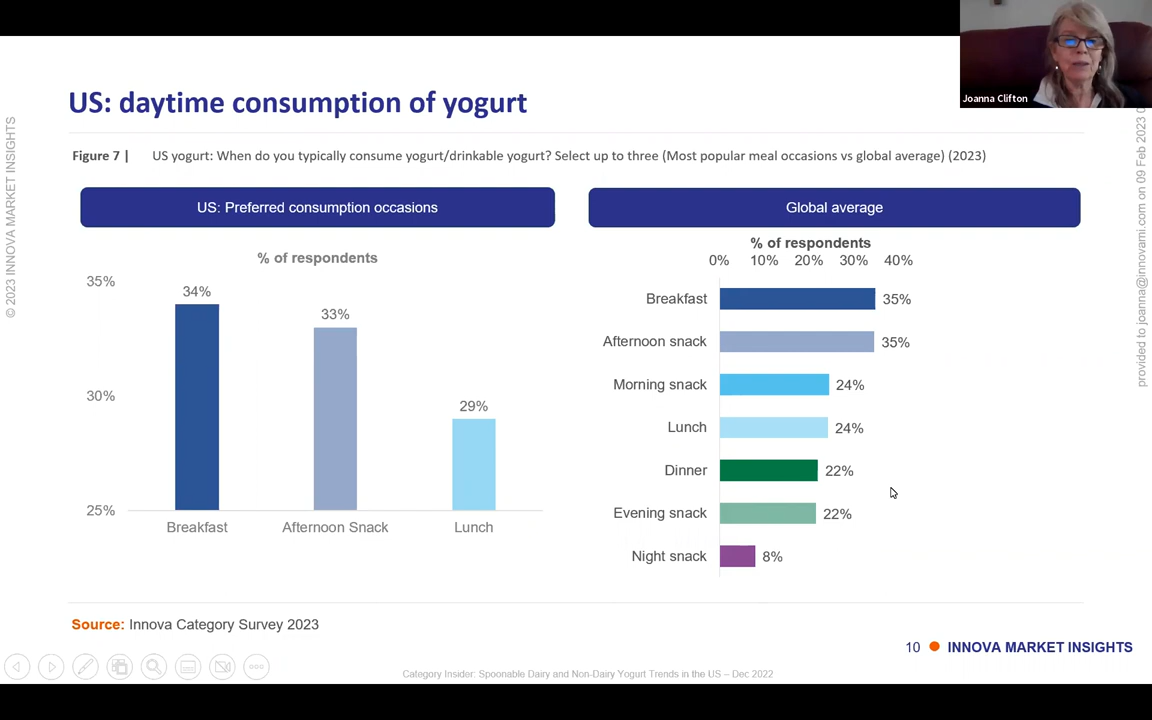 Joanna Clifton
US: daytime consumption of yogurt
Figure 7 | US yogurt: When do you typically consume yogurt/drinkable yogurt? Select up to three (Most popular meal occasions vs global average) (2023)
US: Preferred consumption occasions
% of respondents
35%
30%
25%
34%
33%
29%
Breakfast
Afternoon Snack
Lunch
Global average
% of respondents
0% 10% 20% 30% 40%
Breakfast 35%
Afternoon snack 35%
Morning snack 24%
Lunch 24%
Dinner 22%
Evening snack 22%
Night snack 8%
Source: Innova Category Survey 2023
10 INNOVA MARKET INSIGHTS
Category Insider: Spoonable Dairy and Non-Dairy Yogurt Trends in the US – Dec 2022
© 2023 INNOVA MARKET INSIGHTS
provided to joanna@innovami.com on 09 Feb 2023